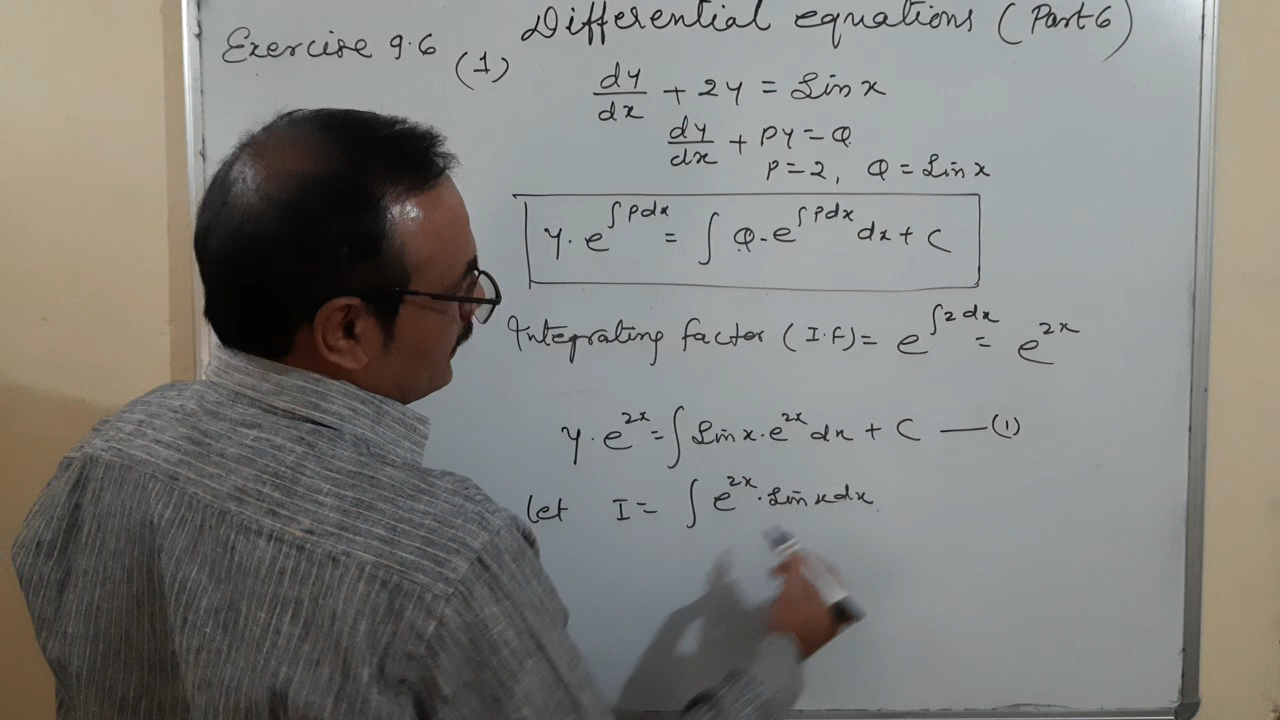 Differential equations (Part 6)
Exercise 9.6 (1)
dy/dx + 2y = Sin x
dy/dx + Py = Q
P = 2, Q = Sin x
y · e^∫Pdx = ∫ Q · e^∫Pdx dx + C
Integrating factor (I.F) = e^∫2dx = e^2x
y · e^2x = ∫ Sin x · e^2x dx + C —(1)
let I = ∫ e^2x · Sin x dx